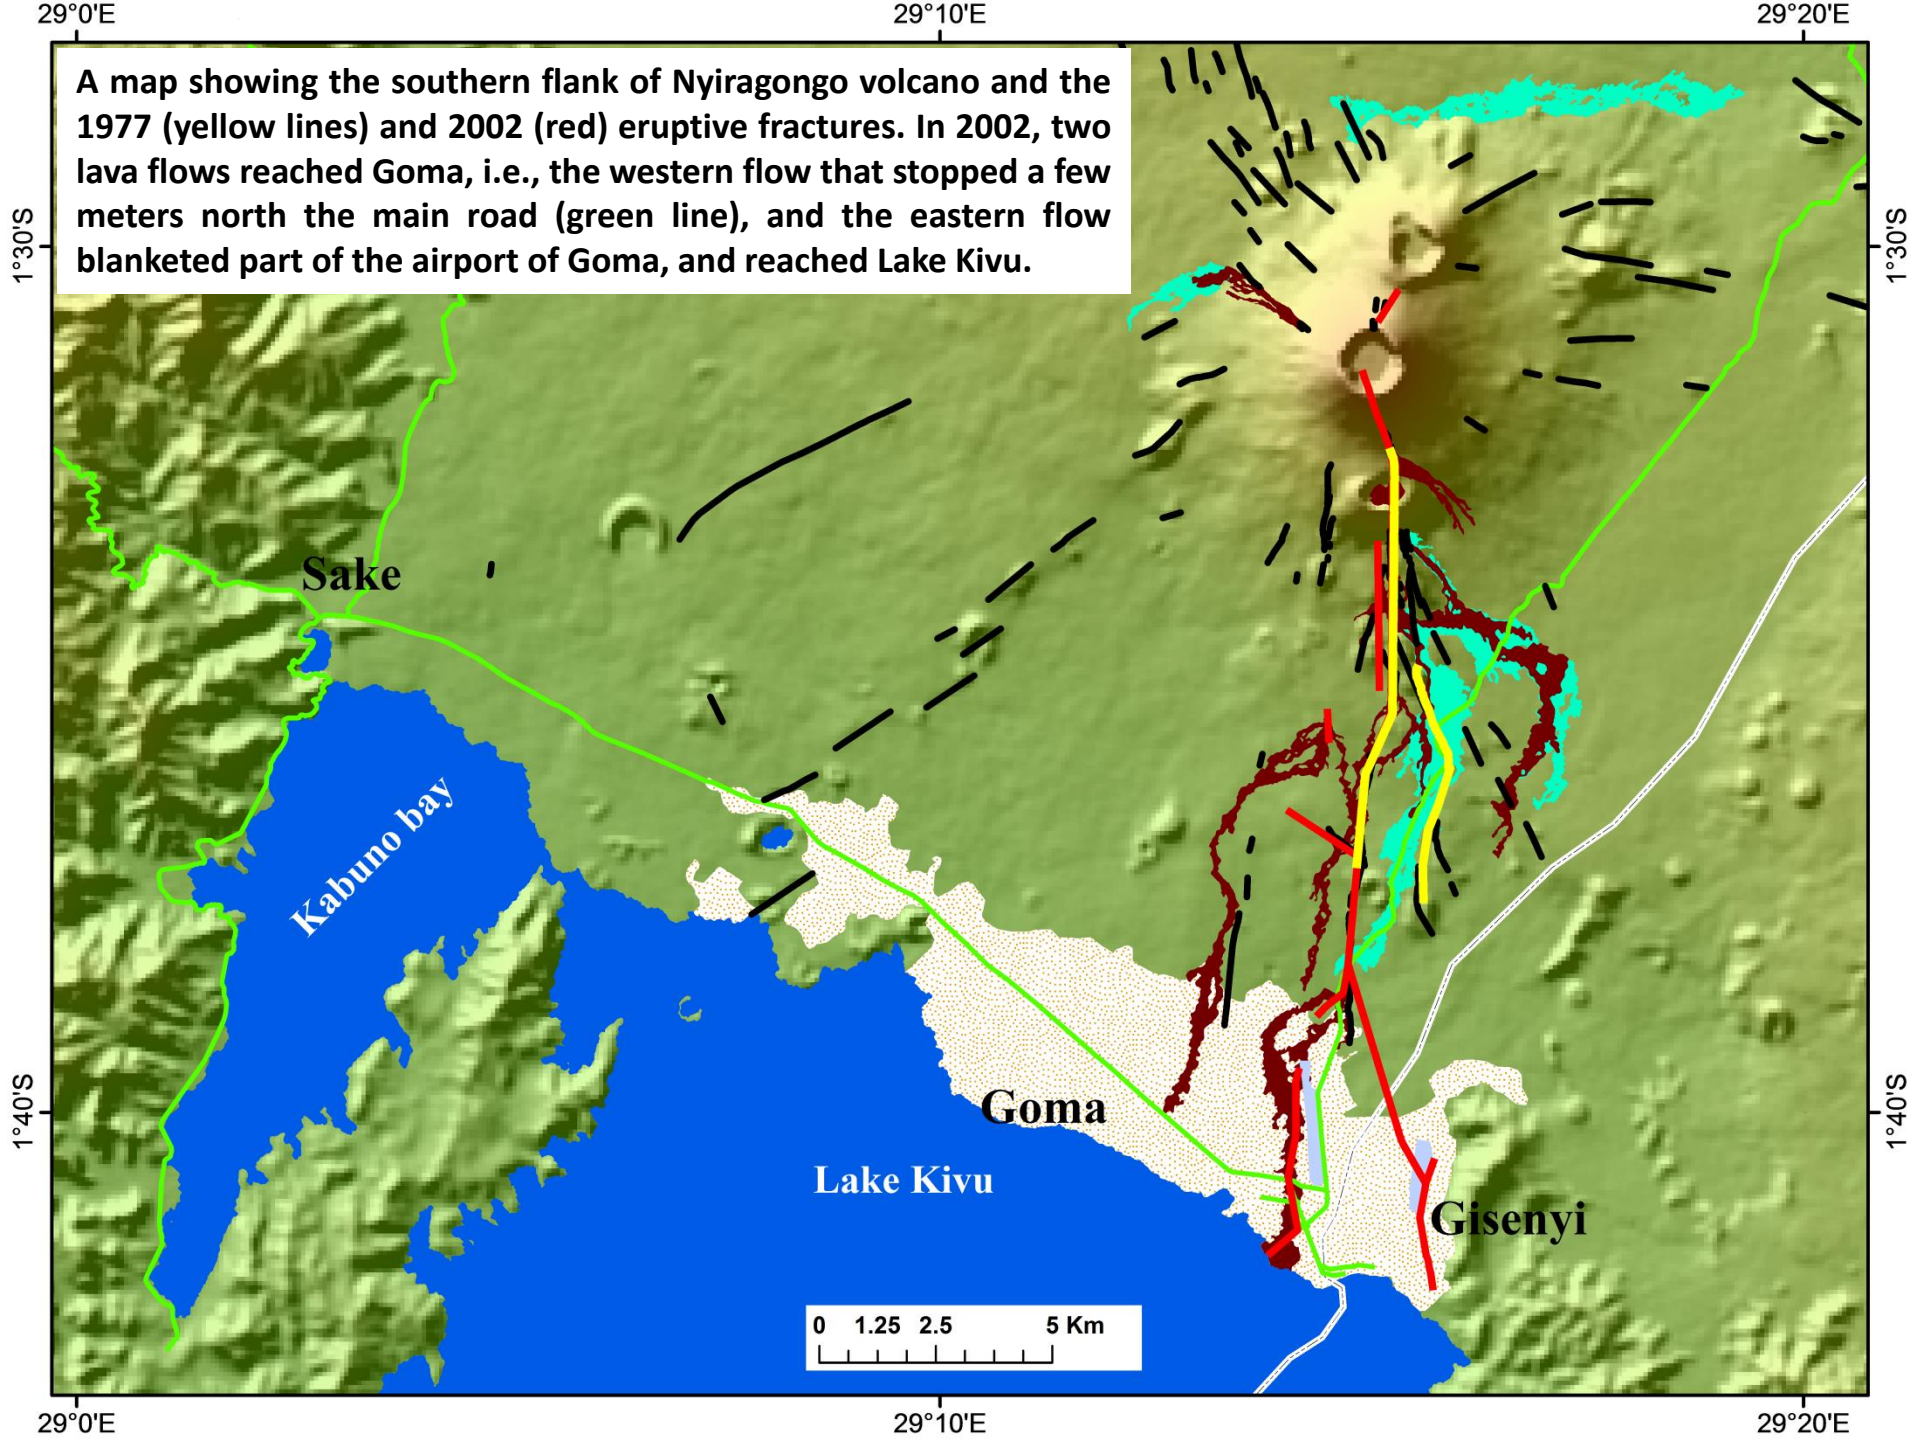 29°0'E 29°10'E 29°20'E
A map showing the southern flank of Nyiragongo volcano and the
1977 (yellow lines) and 2002 (red) eruptive fractures. In 2002, two
lava flows reached Goma, i.e., the western flow that stopped a few
meters north the main road (green line), and the eastern flow
blanketed part of the airport of Goma, and reached Lake Kivu.
1°30'S 1°30'S
Sake
Kabuno bay
Goma
1°40'S 1°40'S
Lake Kivu
Gisenyi
0 1.25 2.5 5 Km
29°0'E 29°10'E 29°20'E